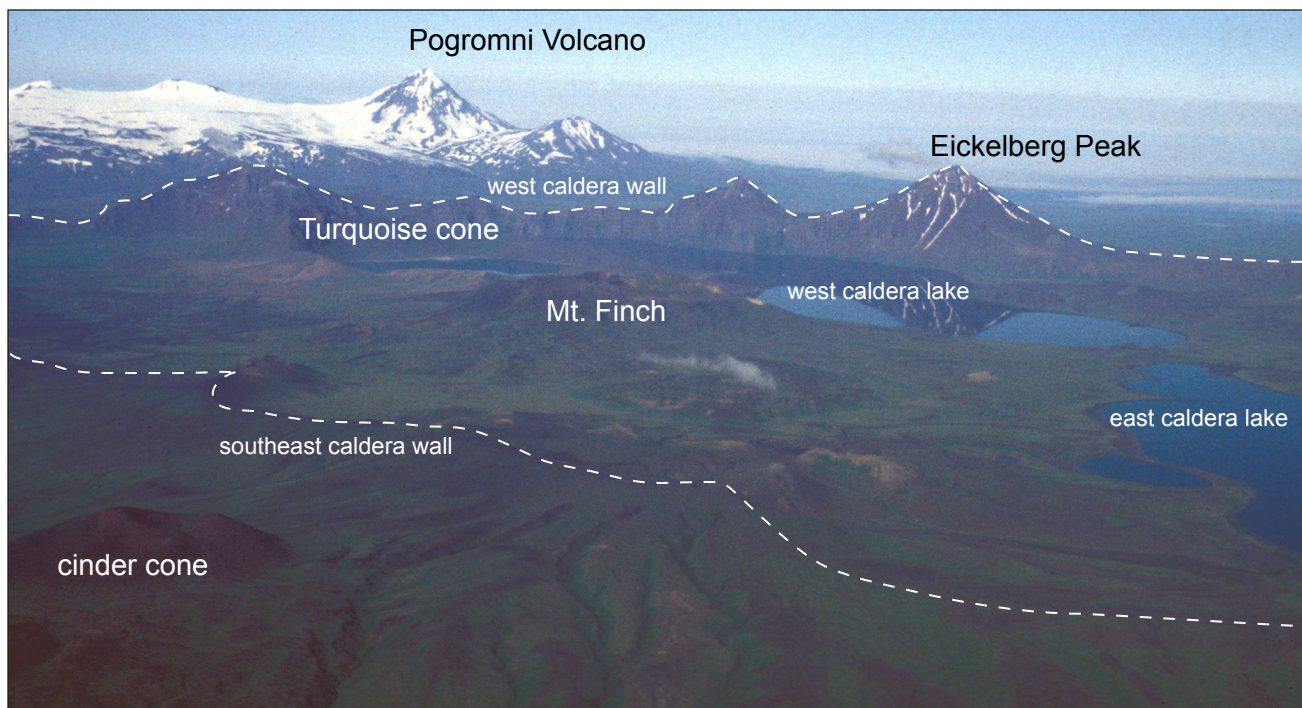 Pogromni Volcano
Eickelberg Peak
west caldera wall
Turquoise cone
west caldera lake
Mt. Finch
east caldera lake
southeast caldera wall
cinder cone